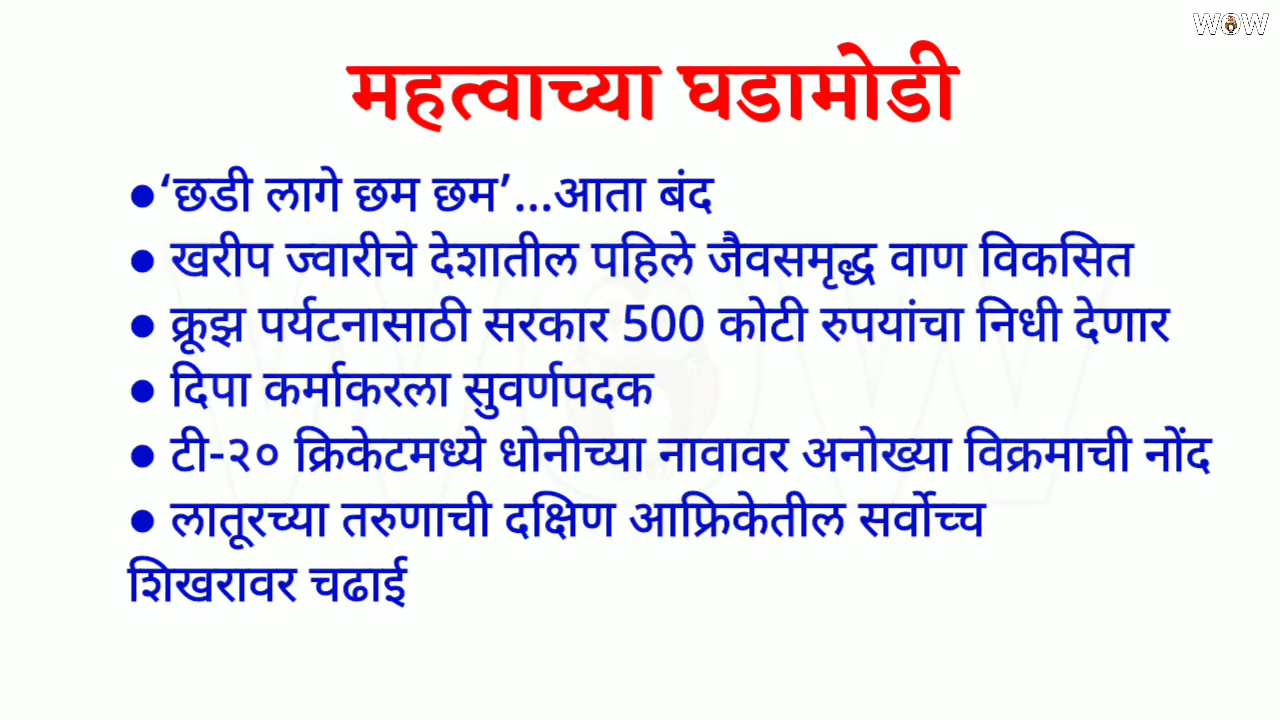 WOW
महत्वाच्या घडामोडी
●‘छडी लागे छम छम’...आता बंद
● खरीप ज्वारीचे देशातील पहिले जैवसमृद्ध वाण विकसित
● क्रूझ पर्यटनासाठी सरकार 500 कोटी रुपयांचा निधी देणार
● दिपा कर्माकरला सुवर्णपदक
● टी-२० क्रिकेटमध्ये धोनीच्या नावावर अनोख्या विक्रमाची नोंद
● लातूरच्या तरुणाची दक्षिण आफ्रिकेतील सर्वोच्च
शिखरावर चढाई